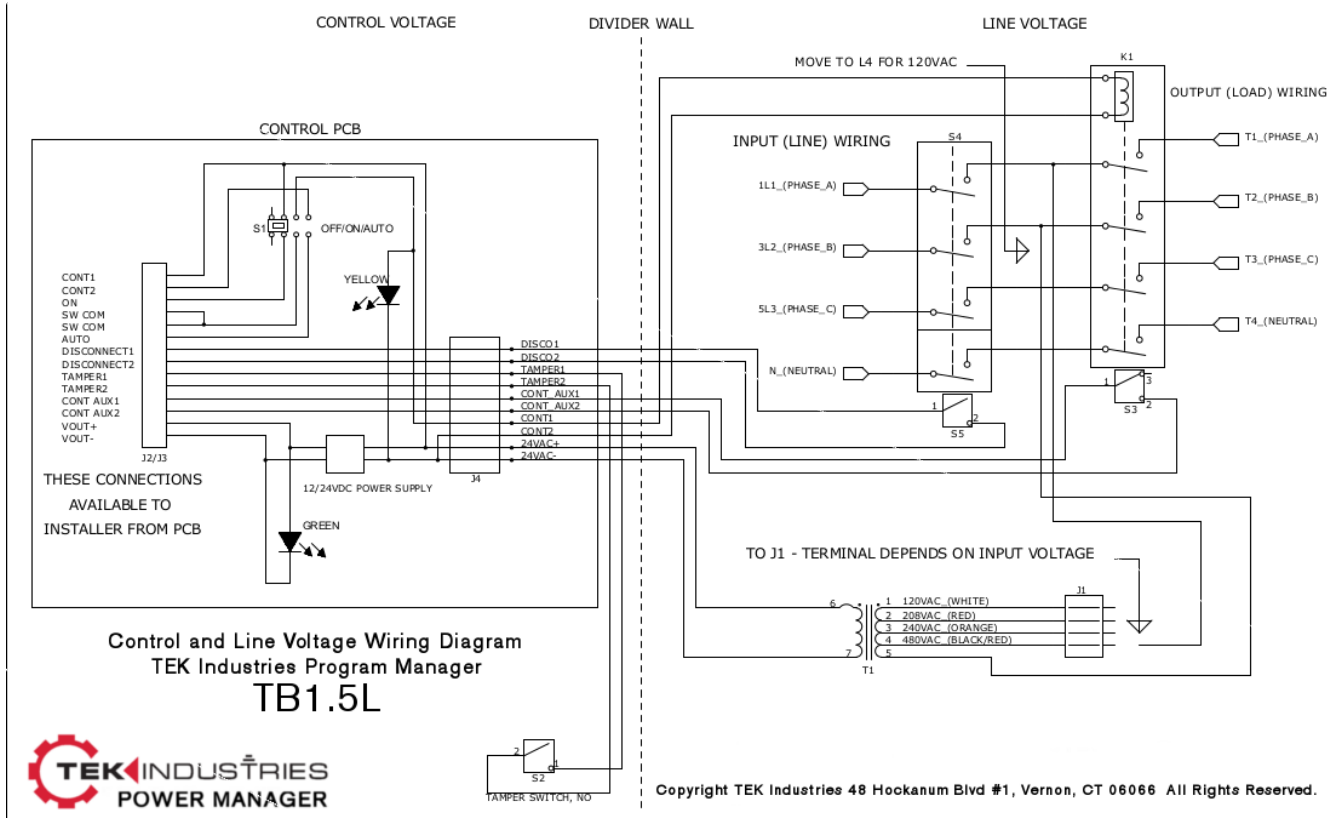 CONTROL VOLTAGE
DIVIDER WALL
LINE VOLTAGE
MOVE TO L4 FOR 120VAC
K1
OUTPUT (LOAD) WIRING
CONTROL PCB
INPUT (LINE) WIRING
S4
T1_(PHASE_A)
1L1_(PHASE_A)
T2_(PHASE_B)
S1
OFF/ON/AUTO
3L2_(PHASE_B)
T3_(PHASE_C)
YELLOW
5L3_(PHASE_C)
T4_(NEUTRAL)
N_(NEUTRAL)
CONT1
CONT2
ON
SW COM
SW COM
AUTO
DISCONNECT1
DISCONNECT2
TAMPER1
TAMPER2
CONT AUX1
CONT AUX2
VOUT+
VOUT-
J2/J3
DISCO1
DISCO2
TAMPER1
TAMPER2
CONT_AUX1
CONT_AUX2
CONT1
CONT2
24VAC+
24VAC-
J4
1
2
S5
1
3
2
S3
THESE CONNECTIONS
AVAILABLE TO
INSTALLER FROM PCB
12/24VDC POWER SUPPLY
GREEN
TO J1 - TERMINAL DEPENDS ON INPUT VOLTAGE
6
7
T1
1 120VAC_(WHITE)
2 208VAC_(RED)
3 240VAC_(ORANGE)
4 480VAC_(BLACK/RED)
5
J1
Control and Line Voltage Wiring Diagram
TEK Industries Program Manager
TB1.5L
2
1
S2
TAMPER SWITCH, NO
TEK INDUSTRIES
POWER MANAGER
Copyright TEK Industries 48 Hockanum Blvd #1, Vernon, CT 06066 All Rights Reserved.